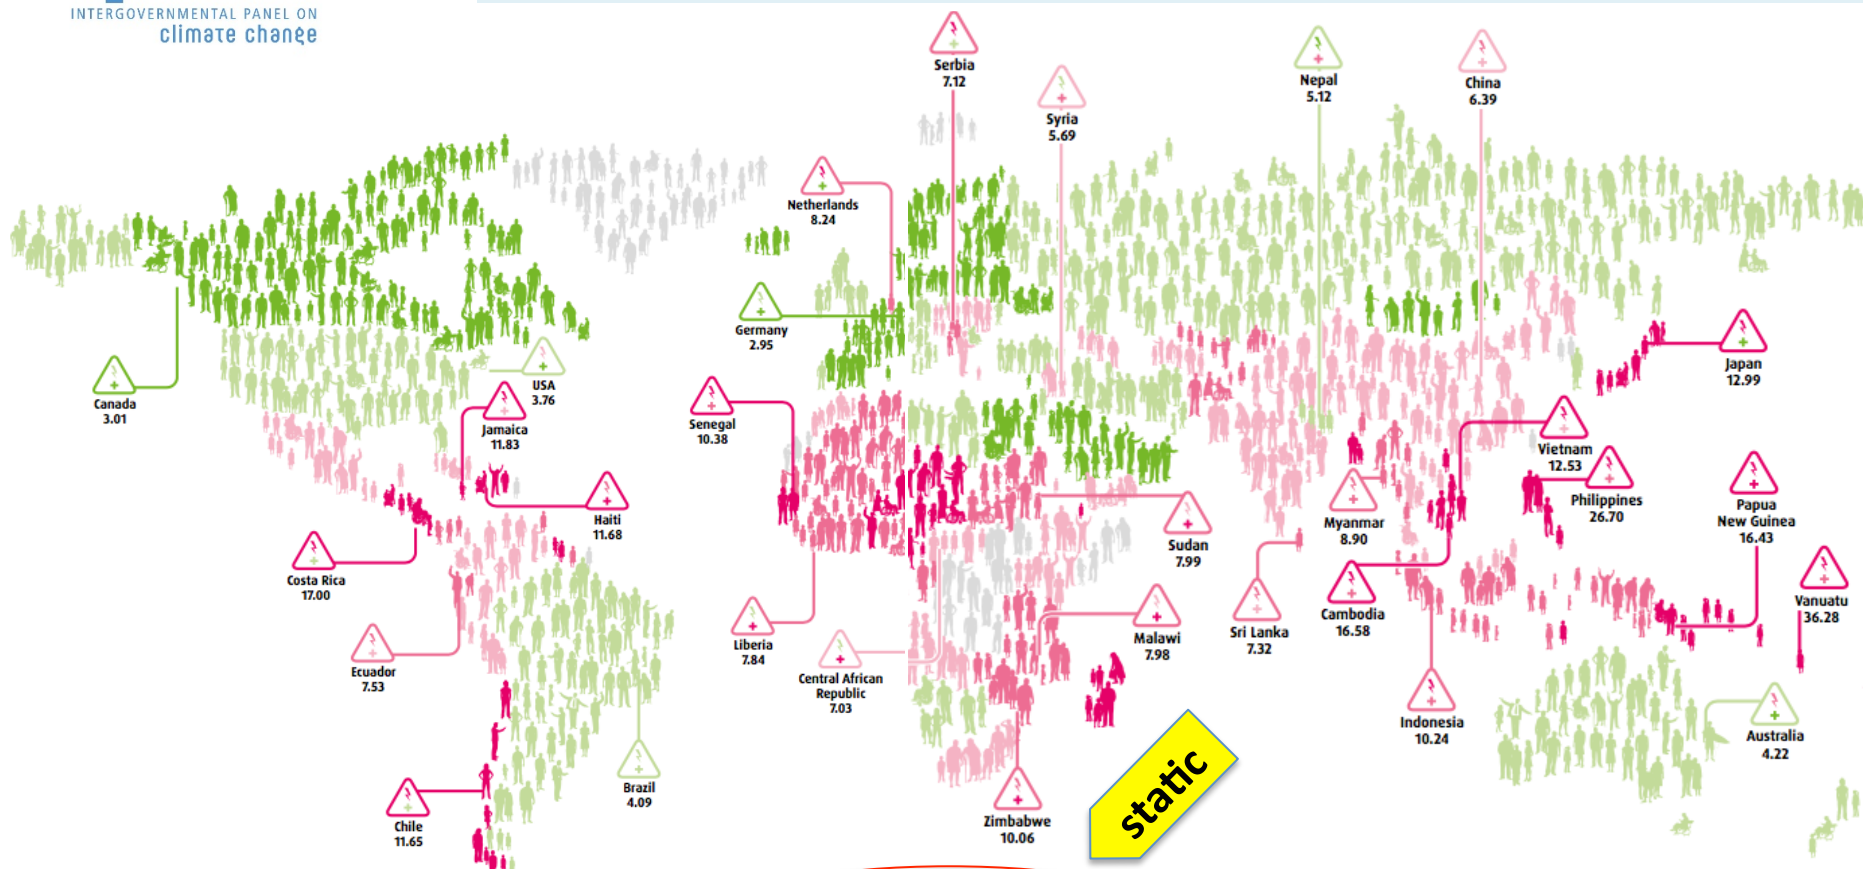 INTERGOVERNMENTAL PANEL ON
climate change
Serbia
7.12
Syria
5.69
Nepal
5.12
China
6.39
Netherlands
8.24
Germany
2.95
Canada
3.01
USA
3.76
Jamaica
11.83
Senegal
10.38
Haiti
11.68
Costa Rica
17.00
Ecuador
7.53
Liberia
7.84
Central African
Republic
7.03
Chile
11.65
Brazil
4.09
Sudan
7.99
Malawi
7.98
Zimbabwe
10.06
static
Sri Lanka
7.32
Myanmar
8.90
Cambodia
16.58
Vietnam
12.53
Philippines
26.70
Japan
12.99
Papua
New Guinea
16.43
Vanuatu
36.28
Indonesia
10.24
Australia
4.22